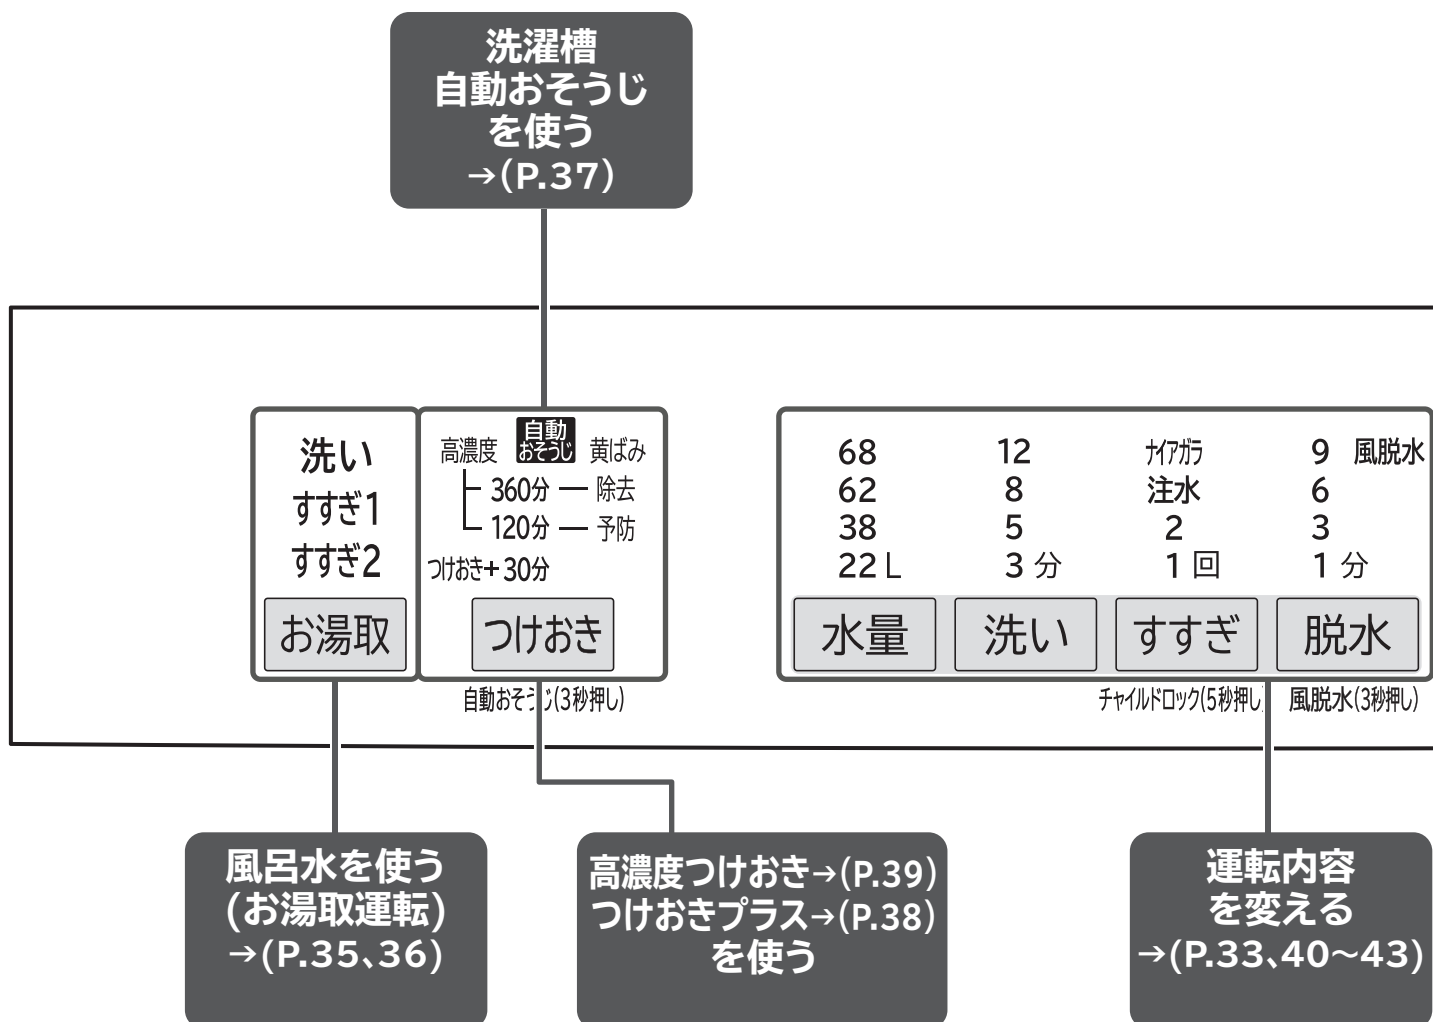 洗濯槽
自動おそうじ
を使う
→(P.37)
洗い
すすぎ1
すすぎ2
お湯取
自動
おそうじ
高濃度
黄ばみ
360分
除去
120分
予防
つけおき+30分
つけおき
自動おそうじ(3秒押し)
68
62
38
22L
水量
12
8
5
3分
洗い
ナイアガラ
注水
2
1回
すすぎ
チャイルドロック(5秒押し
9 風脱水
6
3
1分
脱水
風脱水(3秒押し)
風呂水を使う
(お湯取運転)
→(P.35、36)
高濃度つけおき→(P.39)
つけおきプラス→(P.38)
を使う
運転内容
を変える
→(P.33、40〜43)